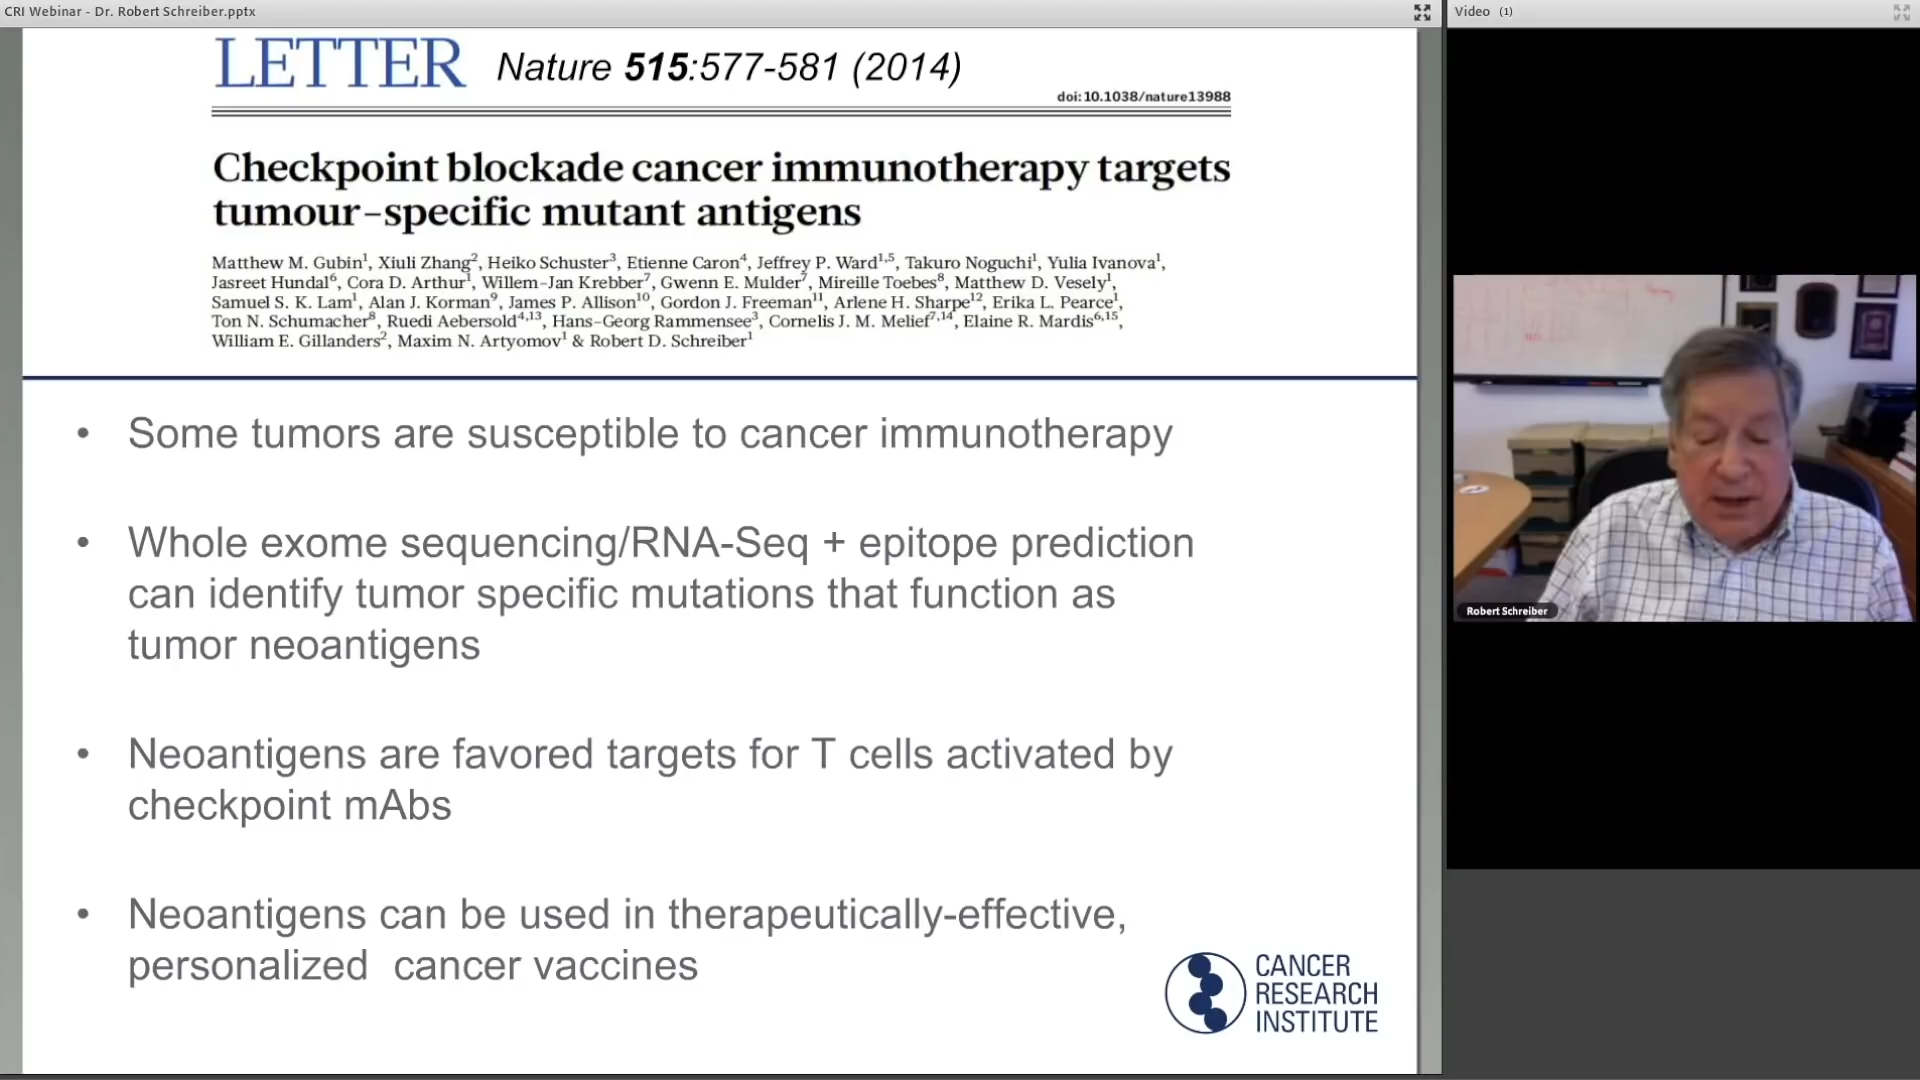 CRI Webinar - Dr. Robert Schreiber.pptx
Video (1)
LETTER Nature 515:577-581 (2014)
doi:10.1038/nature13988
Checkpoint blockade cancer immunotherapy targets
tumour-specific mutant antigens
Matthew M. Gubin¹, Xiuli Zhang², Heiko Schuster³, Etienne Caron⁴, Jeffrey P. Ward¹,⁵, Takuro Noguchi¹, Yulia Ivanova¹,
Jasreet Hundal⁶, Cora D. Arthur¹, Willem-Jan Krebber⁷, Gwenn E. Mulder⁷, Mireille Toebes⁸, Matthew D. Vesely¹,
Samuel S. K. Lam¹, Alan J. Korman⁹, James P. Allison¹⁰, Gordon J. Freeman¹¹, Arlene H. Sharpe¹², Erika L. Pearce¹,
Ton N. Schumacher⁸, Ruedi Aebersold⁴,¹³, Hans-Georg Rammensee³, Cornelis J. M. Melief⁷,¹⁴, Elaine R. Mardis⁶,¹⁵,
William E. Gillanders², Maxim N. Artyomov¹ & Robert D. Schreiber¹
• Some tumors are susceptible to cancer immunotherapy
• Whole exome sequencing/RNA-Seq + epitope prediction
can identify tumor specific mutations that function as
tumor neoantigens
• Neoantigens are favored targets for T cells activated by
checkpoint mAbs
• Neoantigens can be used in therapeutically-effective,
personalized  cancer vaccines
CANCER
RESEARCH
INSTITUTE
Robert Schreiber